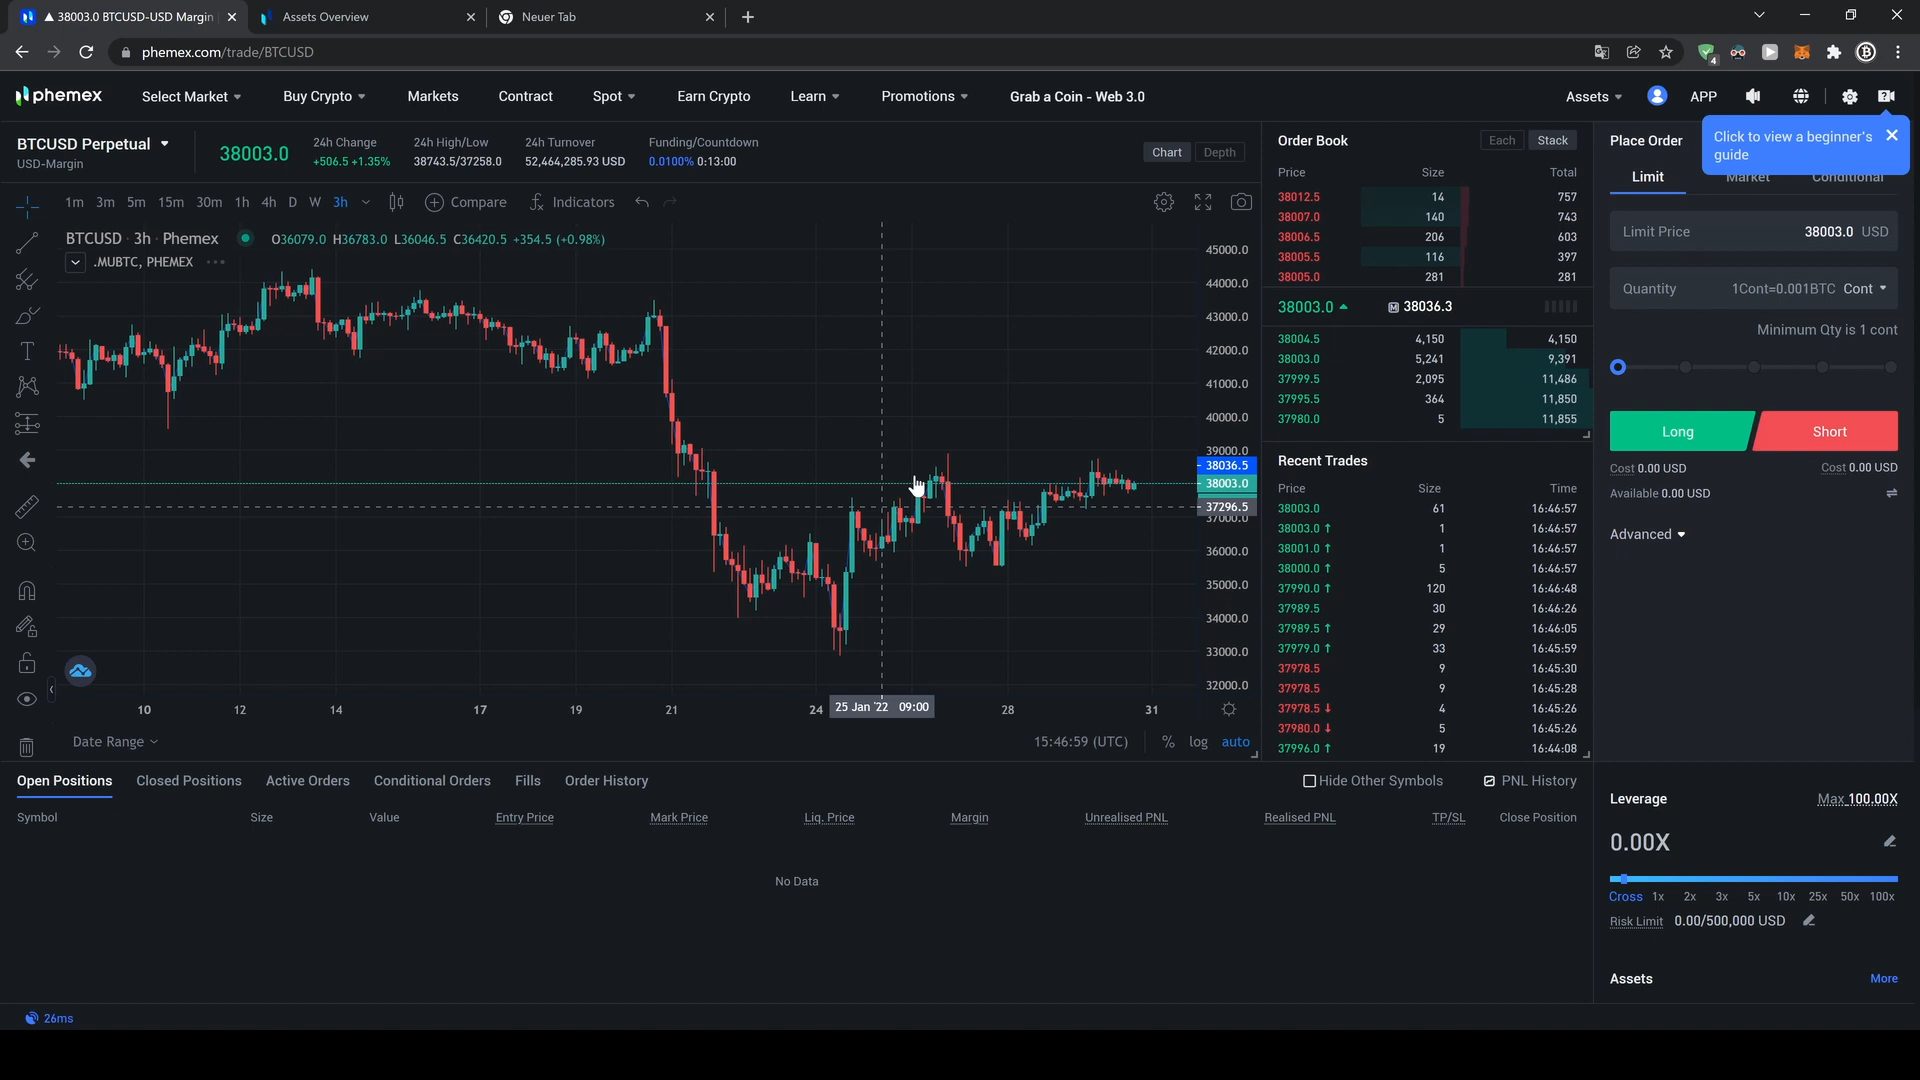 ▲ 38003.0 BTCUSD-USD Margin
Assets Overview
Neuer Tab
phemex.com/trade/BTCUSD
4
phemex
Select Market
Buy Crypto
Markets
Contract
Spot
Earn Crypto
Learn
Promotions
Grab a Coin - Web 3.0
Assets
APP
BTCUSD Perpetual
USD-Margin
38003.0
24h Change
+506.5 +1.35%
24h High/Low
38743.5/37258.0
24h Turnover
52,464,285.93 USD
Funding/Countdown
0.0100% 0:13:00
Chart
Depth
1m 3m 5m 15m 30m 1h 4h D W 3h
Compare
Indicators
BTCUSD · 3h · Phemex
O36079.0 H36783.0 L36046.5 C36420.5 +354.5 (+0.98%)
.MUBTC, PHEMEX
45000.0
44000.0
43000.0
42000.0
41000.0
40000.0
39000.0
38036.5
38003.0
37296.5
37000.0
36000.0
35000.0
34000.0
33000.0
32000.0
10 12 14 17 19 21 24 25 Jan '22 09:00 28 31
Date Range
15:46:59 (UTC)
% log auto
Order Book
Each
Stack
Price Size Total
38012.5 14 757
38007.0 140 743
38006.5 206 603
38005.5 116 397
38005.0 281 281
38003.0 M 38036.3
38004.5 4,150 4,150
38003.0 5,241 9,391
37999.5 2,095 11,486
37995.5 364 11,850
37980.0 5 11,855
Recent Trades
Price Size Time
38003.0 61 16:46:57
38003.0 ↑ 1 16:46:57
38001.0 ↑ 1 16:46:57
38000.0 ↑ 5 16:46:57
37990.0 ↑ 120 16:46:48
37989.5 30 16:46:26
37989.5 ↑ 29 16:46:05
37979.0 ↑ 33 16:45:59
37978.5 9 16:45:30
37978.5 9 16:45:28
37978.5 ↓ 4 16:45:26
37980.0 ↓ 5 16:45:26
37996.0 ↑ 19 16:44:08
Place Order
Click to view a beginner's
guide
Limit
Market
Conditional
Limit Price 38003.0 USD
Quantity 1Cont=0.001BTC Cont
Minimum Qty is 1 cont
Long
Short
Cost 0.00 USD
Cost 0.00 USD
Available 0.00 USD
Advanced
Open Positions
Closed Positions
Active Orders
Conditional Orders
Fills
Order History
Hide Other Symbols
PNL History
Symbol Size Value Entry Price Mark Price Liq. Price Margin Unrealised PNL Realised PNL TP/SL Close Position
No Data
Leverage
Max 100.00X
0.00X
Cross 1x 2x 3x 5x 10x 25x 50x 100x
Risk Limit 0.00/500,000 USD
Assets
More
26ms